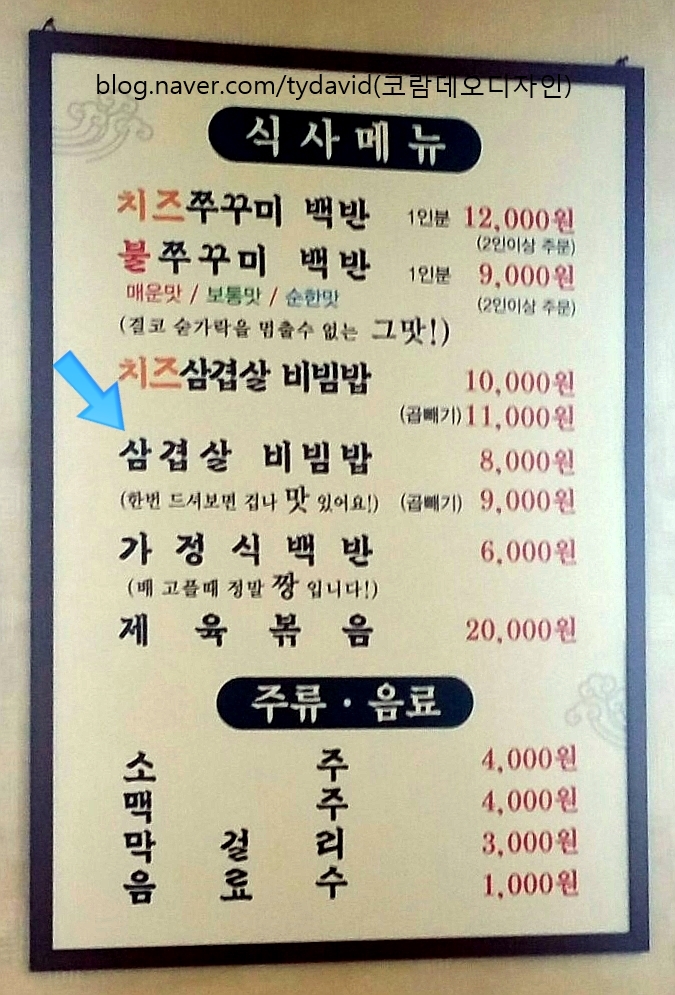 blog.naver.com/tydavid(코람데오디자인)
식사메뉴
치즈쭈꾸미 백반 1인분 12,000원
(2인이상 주문)
불쭈꾸미 백반 1인분 9,000원
(2인이상 주문)
매운맛 / 보통맛 / 순한맛
(결코 숟가락을 멈출수 없는 그맛!)
치즈삼겹살 비빔밥 10,000원
(곱빼기) 11,000원
삼겹살 비빔밥 8,000원
(한번 드셔보면 겁나 맛 있어요!) (곱빼기) 9,000원
가정식백반 6,000원
(배 고플때 정말 짱 입니다!)
제육볶음 20,000원
주류·음료
소주 4,000원
맥주 4,000원
막걸리 3,000원
음료수 1,000원